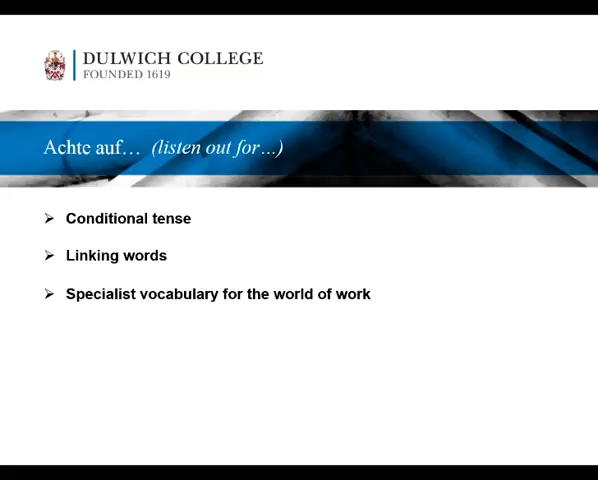 DULWICH COLLEGE
FOUNDED 1619
Achte auf… (listen out for…)
Conditional tense
Linking words
Specialist vocabulary for the world of work